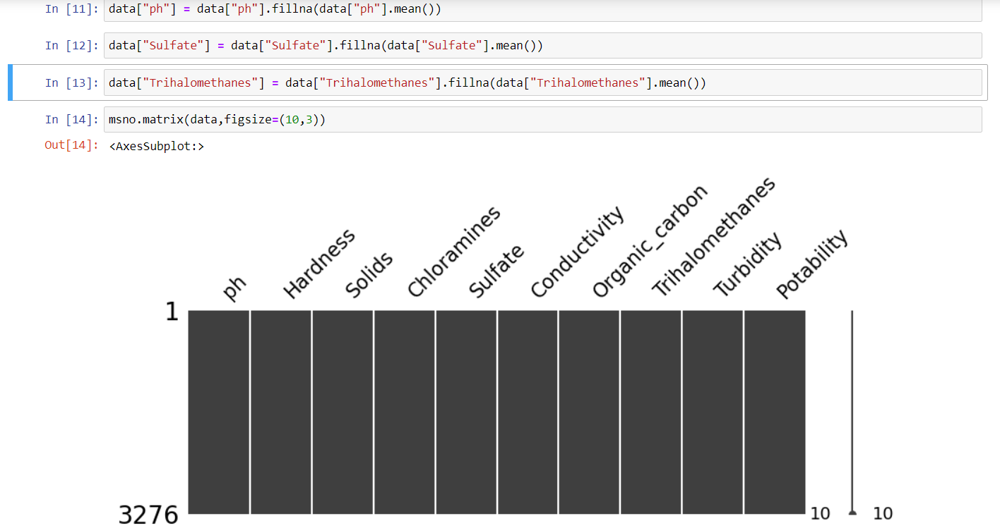 In [11]: data["ph"] = data["ph"].fillna(data["ph"].mean())
In [12]: data["Sulfate"] = data["Sulfate"].fillna(data["Sulfate"].mean())
In [13]: data["Trihalomethanes"] = data["Trihalomethanes"].fillna(data["Trihalomethanes"].mean())
In [14]: msno.matrix(data,figsize=(10,3))
Out[14]: <AxesSubplot:>
ph
Hardness
Solids
Chloramines
Sulfate
Conductivity
Organic_carbon
Trihalomethanes
Turbidity
Potability
1
3276
10
10